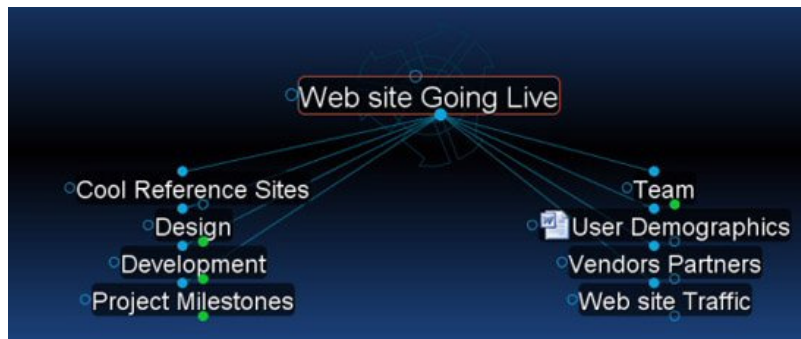 Web site Going Live
Cool Reference Sites
Design
Development
Project Milestones
Team
User Demographics
Vendors Partners
Web site Traffic